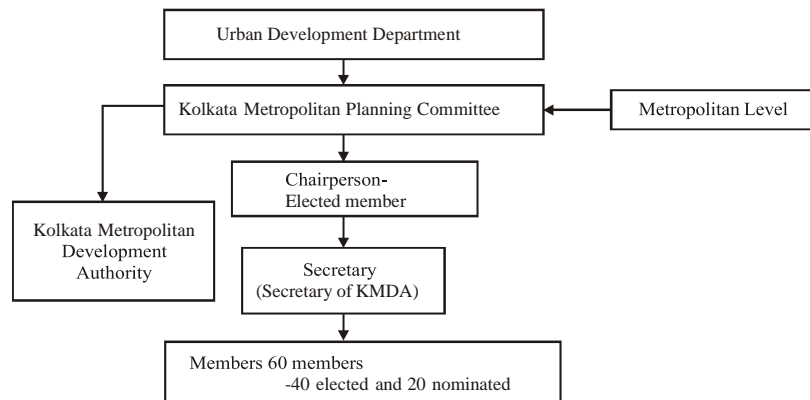 Urban Development Department
Kolkata Metropolitan Planning Committee
Metropolitan Level
Chairperson-
Elected member
Kolkata Metropolitan
Development
Authority
Secretary
(Secretary of KMDA)
Members 60 members
-40 elected and 20 nominated